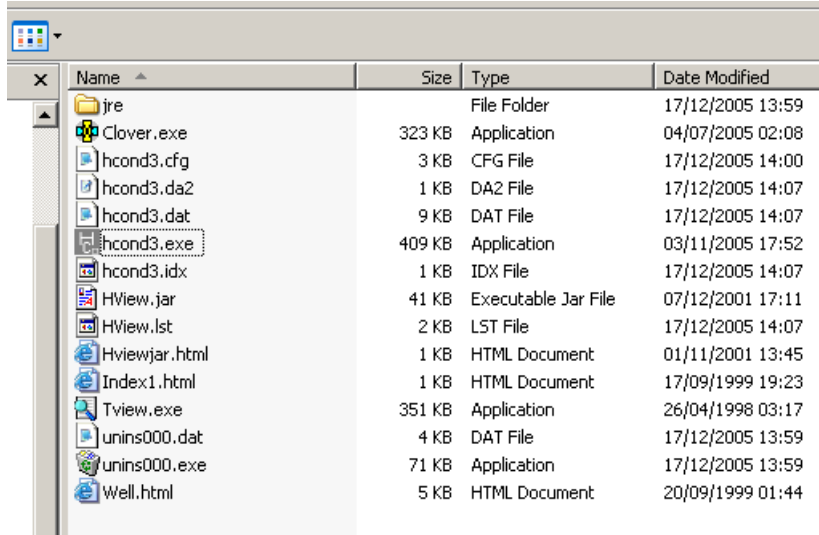 Name Size Type Date Modified
jre File Folder 17/12/2005 13:59
Clover.exe 323 KB Application 04/07/2005 02:08
hcond3.cfg 3 KB CFG File 17/12/2005 14:00
hcond3.da2 1 KB DA2 File 17/12/2005 14:07
hcond3.dat 9 KB DAT File 17/12/2005 14:07
hcond3.exe 409 KB Application 03/11/2005 17:52
hcond3.idx 1 KB IDX File 17/12/2005 14:07
HView.jar 41 KB Executable Jar File 07/12/2001 17:11
HView.lst 2 KB LST File 17/12/2005 14:07
Hviewjar.html 1 KB HTML Document 01/11/2001 13:45
Index1.html 1 KB HTML Document 17/09/1999 19:23
Tview.exe 351 KB Application 26/04/1998 03:17
unins000.dat 4 KB DAT File 17/12/2005 13:59
unins000.exe 71 KB Application 17/12/2005 13:59
Well.html 5 KB HTML Document 20/09/1999 01:44